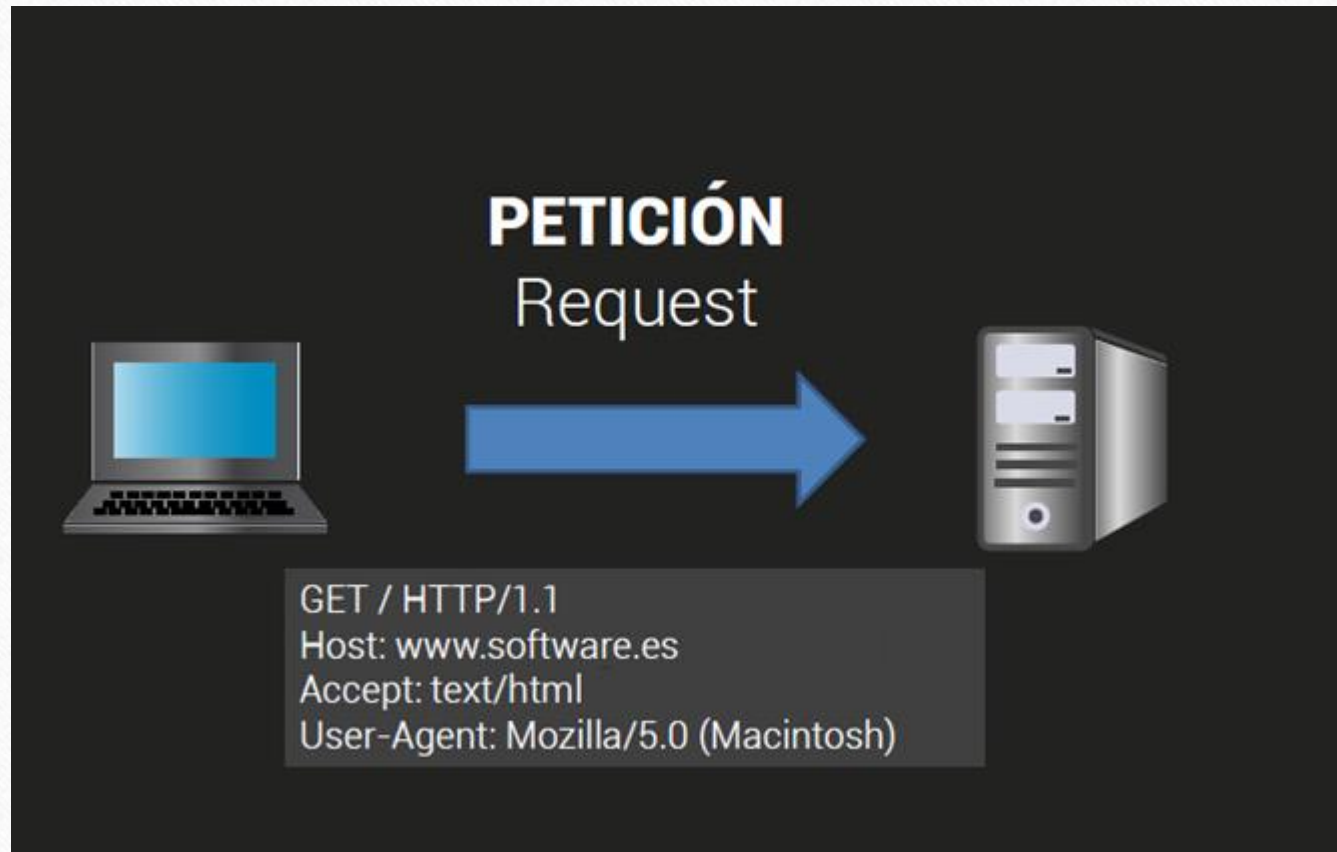 PETICIÓN
Request
GET / HTTP/1.1
Host: www.software.es
Accept: text/html
User-Agent: Mozilla/5.0 (Macintosh)